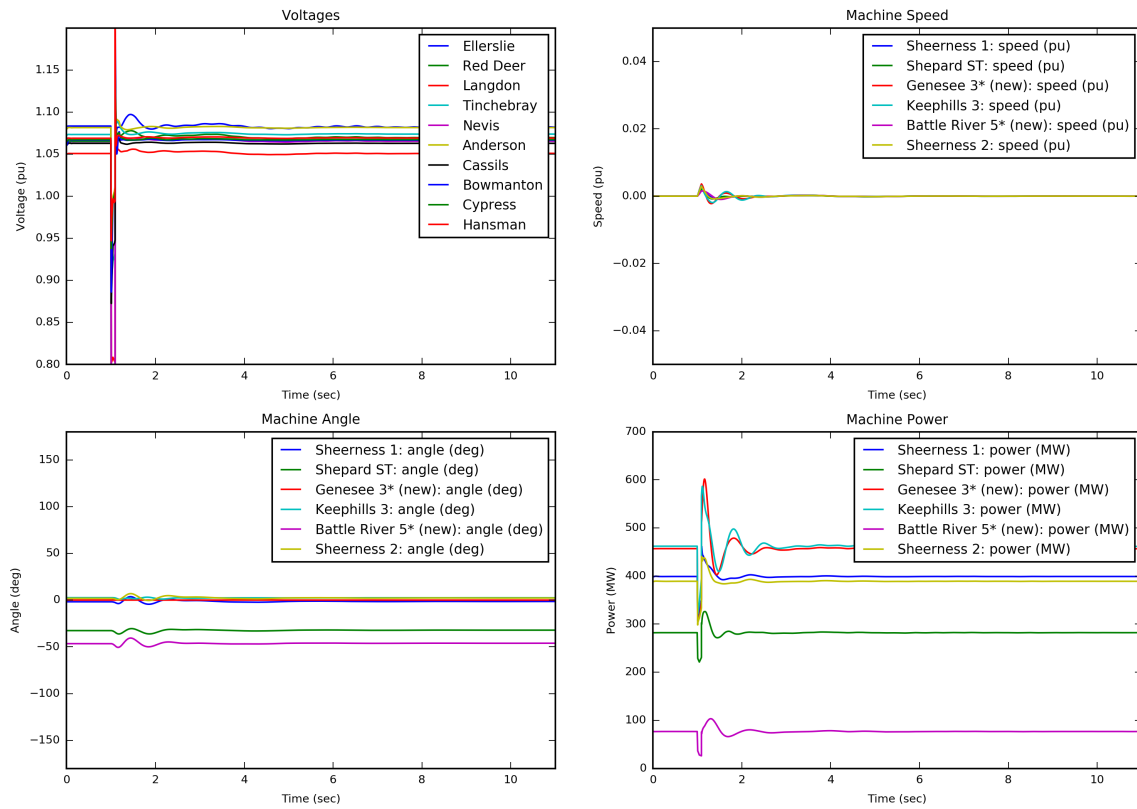 Voltages
1.15
1.10
1.05
1.00
0.95
0.90
0.85
0.80
Voltage (pu)
0 2 4 6 8 10
Time (sec)
Ellerslie
Red Deer
Langdon
Tinchebray
Nevis
Anderson
Cassils
Bowmanton
Cypress
Hansman
Machine Speed
0.04
0.02
0.00
−0.02
−0.04
Speed (pu)
0 2 4 6 8 10
Time (sec)
Sheerness 1: speed (pu)
Shepard ST: speed (pu)
Genesee 3* (new): speed (pu)
Keephills 3: speed (pu)
Battle River 5* (new): speed (pu)
Sheerness 2: speed (pu)
Machine Angle
150
100
50
0
−50
−100
−150
Angle (deg)
0 2 4 6 8 10
Time (sec)
Sheerness 1: angle (deg)
Shepard ST: angle (deg)
Genesee 3* (new): angle (deg)
Keephills 3: angle (deg)
Battle River 5* (new): angle (deg)
Sheerness 2: angle (deg)
Machine Power
700
600
500
400
300
200
100
0
Power (MW)
0 2 4 6 8 10
Time (sec)
Sheerness 1: power (MW)
Shepard ST: power (MW)
Genesee 3* (new): power (MW)
Keephills 3: power (MW)
Battle River 5* (new): power (MW)
Sheerness 2: power (MW)